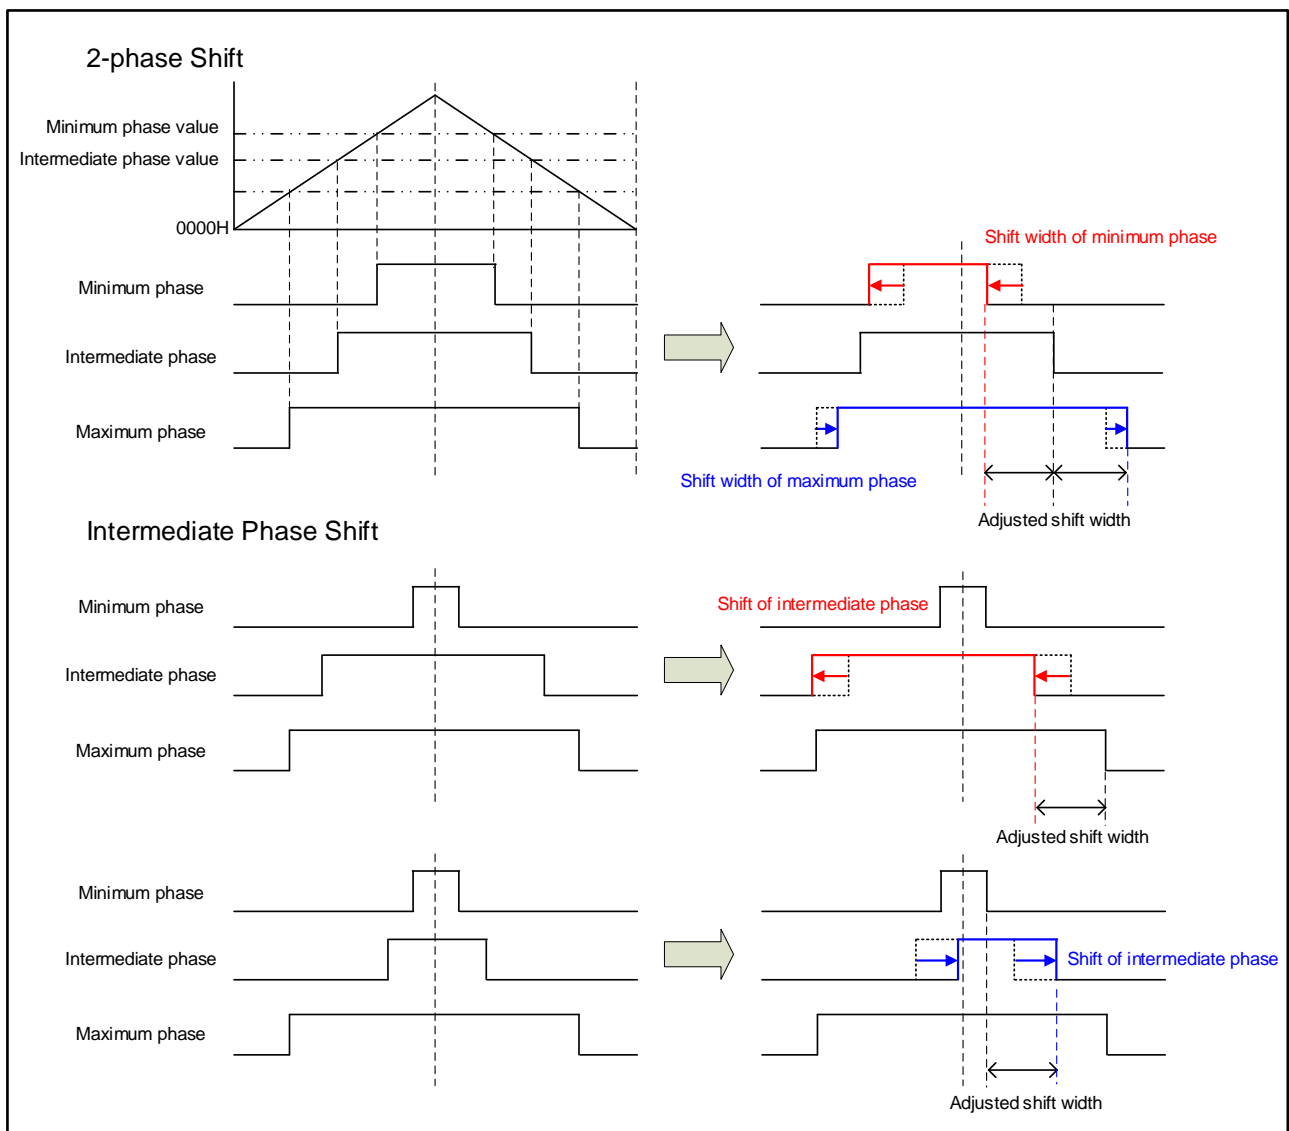 2-phase Shift
Minimum phase value
Intermediate phase value
0000H
Shift width of minimum phase
Minimum phase
Intermediate phase
Maximum phase
Shift width of maximum phase
Adjusted shift width
Intermediate Phase Shift
Minimum phase
Shift of intermediate phase
Intermediate phase
Maximum phase
Adjusted shift width
Minimum phase
Intermediate phase
Shift of intermediate phase
Maximum phase
Adjusted shift width